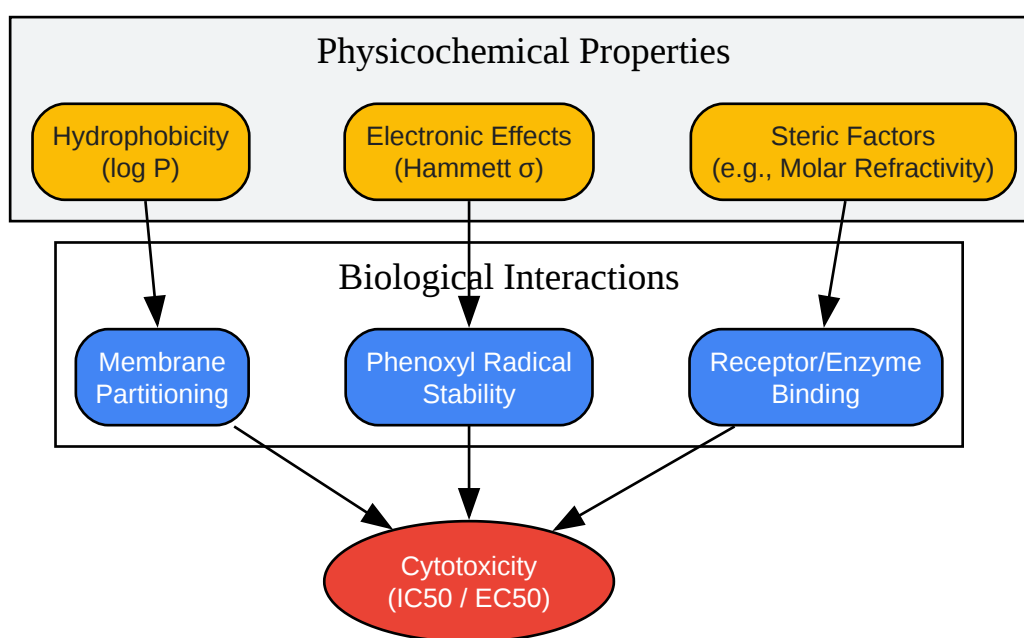 Physicochemical Properties
Hydrophobicity
(log P)
Electronic Effects
(Hammett σ)
Steric Factors
(e.g., Molar Refractivity)
Biological Interactions
Membrane
Partitioning
Phenoxyl Radical
Stability
Receptor/Enzyme
Binding
Cytotoxicity
(IC50 / EC50)